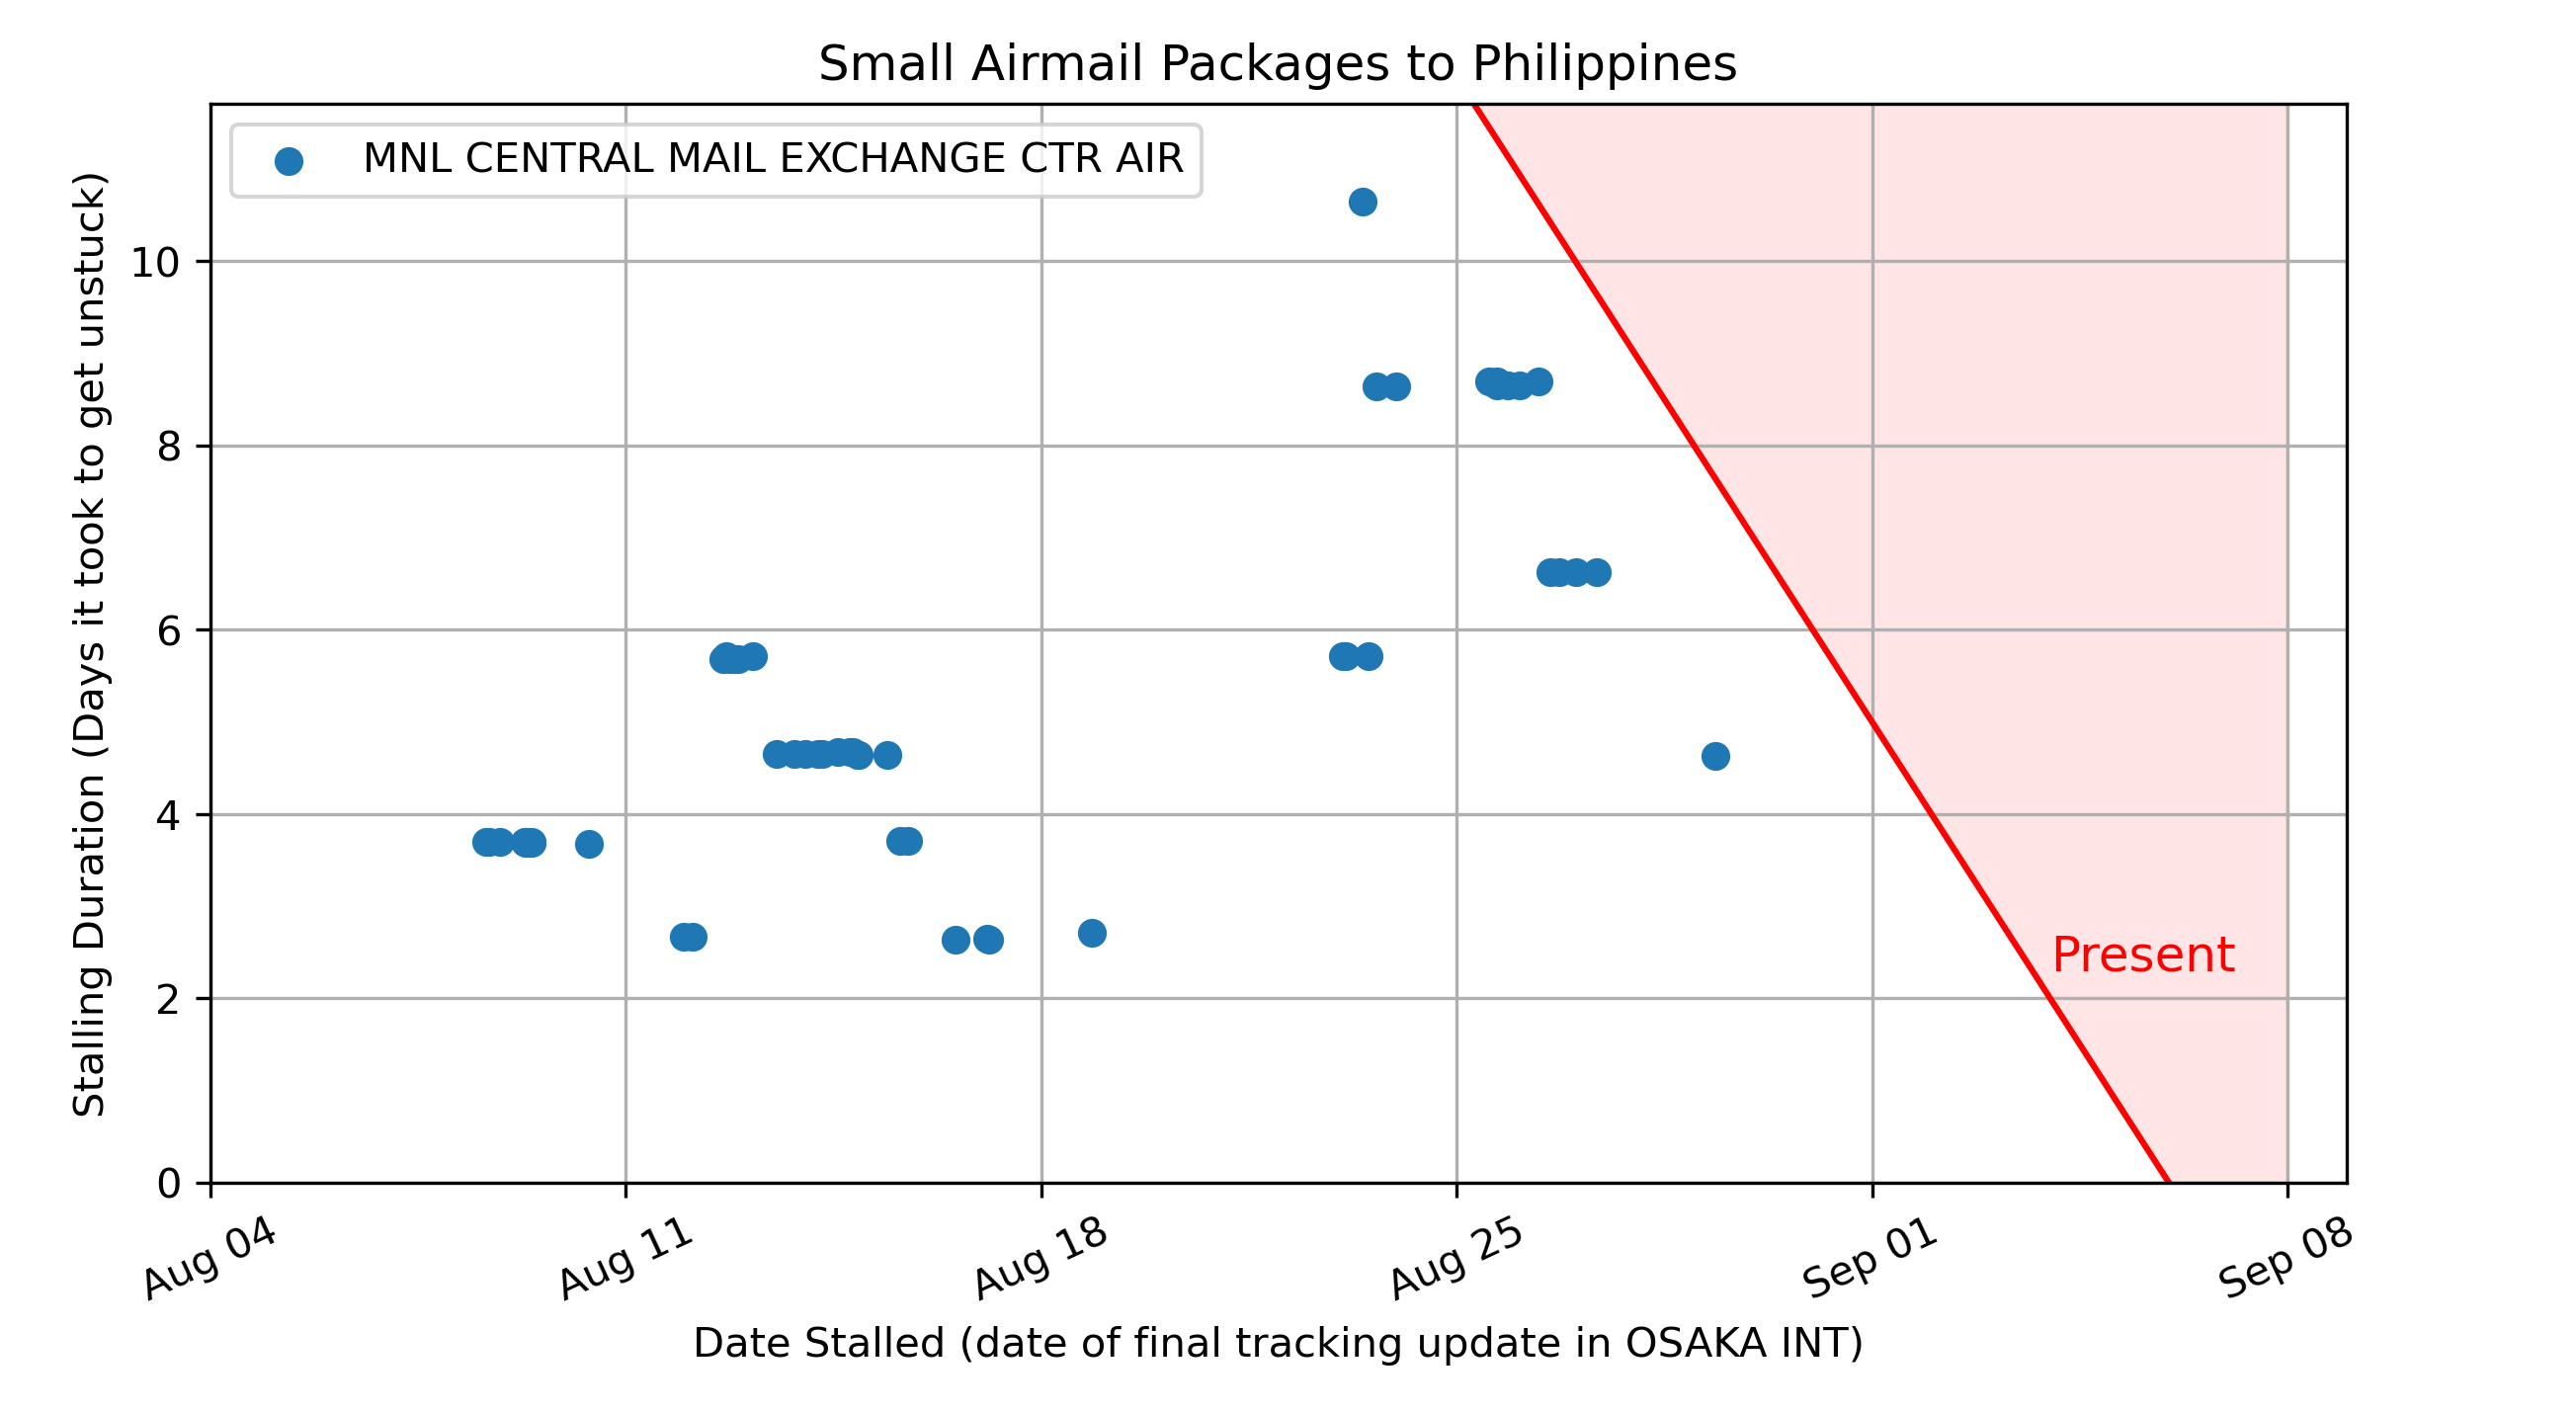 Small Airmail Packages to Philippines
MNL CENTRAL MAIL EXCHANGE CTR AIR
Stalling Duration (Days it took to get unstuck)
10
8
6
4
2
0
Present
Aug 04
Aug 11
Aug 18
Aug 25
Sep 01
Sep 08
Date Stalled (date of final tracking update in OSAKA INT)